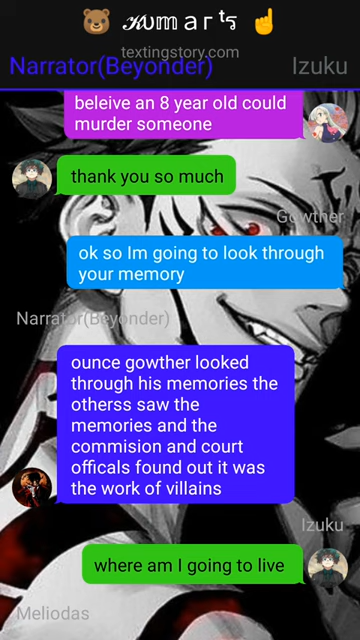 🐻 𝒦ʋ𝕞 a r ᵗꜱ ☝️
textingstory.com
Narrator(Beyonder) Izuku
beleive an 8 year old could
murder someone
thank you so much
Gowther
ok so Im going to look through
your memory
Narrator(Beyonder)
ounce gowther looked
through his memories the
otherss saw the
memories and the
commision and court
officals found out it was
the work of villains
Izuku
where am I going to live
Meliodas